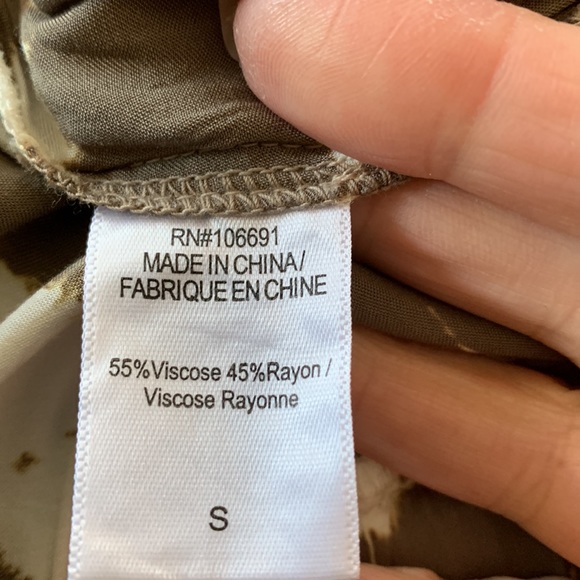 RN#106691
MADE IN CHINA/
FABRIQUE EN CHINE
55%Viscose 45%Rayon /
Viscose Rayonne
S